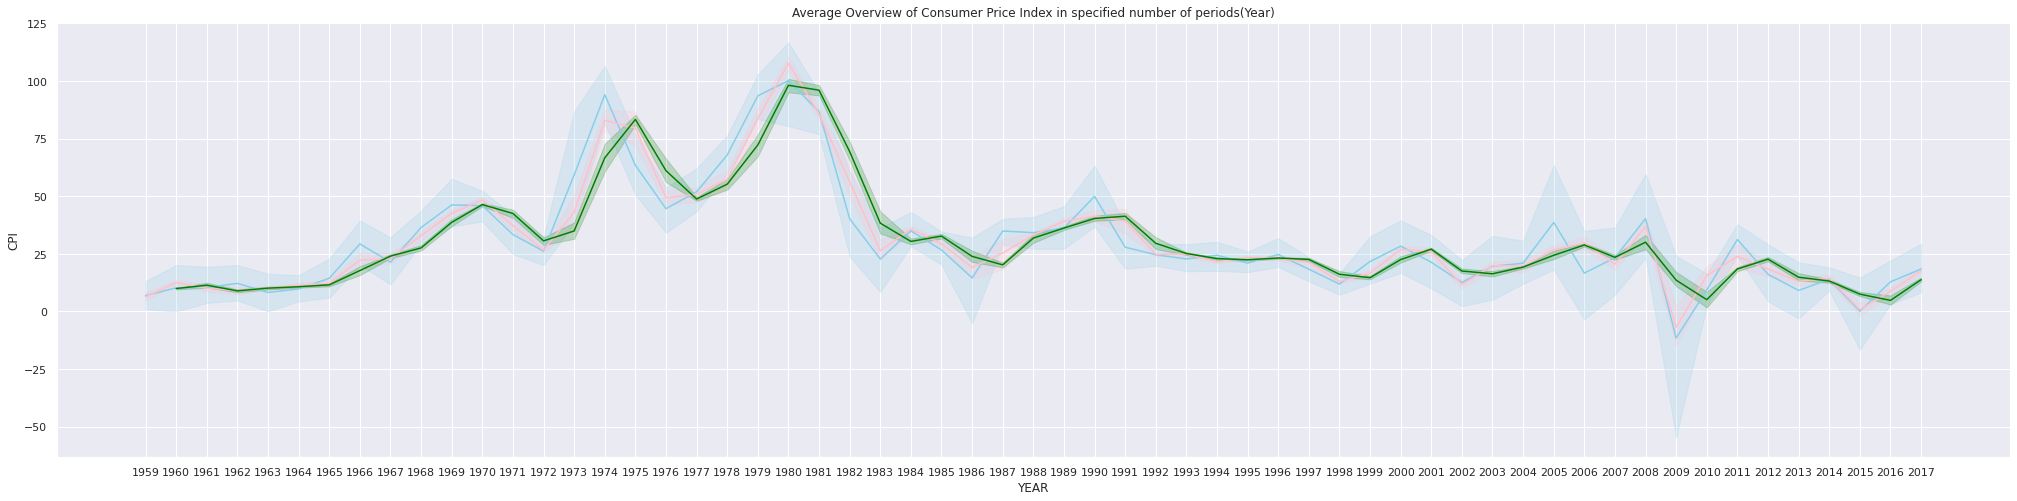 Average Overview of Consumer Price Index in specified number of periods(Year)
125
100
75
50
25
0
−25
−50
CPI
1959 1960 1961 1962 1963 1964 1965 1966 1967 1968 1969 1970 1971 1972 1973 1974 1975 1976 1977 1978 1979 1980 1981 1982 1983 1984 1985 1986 1987 1988 1989 1990 1991 1992 1993 1994 1995 1996 1997 1998 1999 2000 2001 2002 2003 2004 2005 2006 2007 2008 2009 2010 2011 2012 2013 2014 2015 2016 2017
YEAR